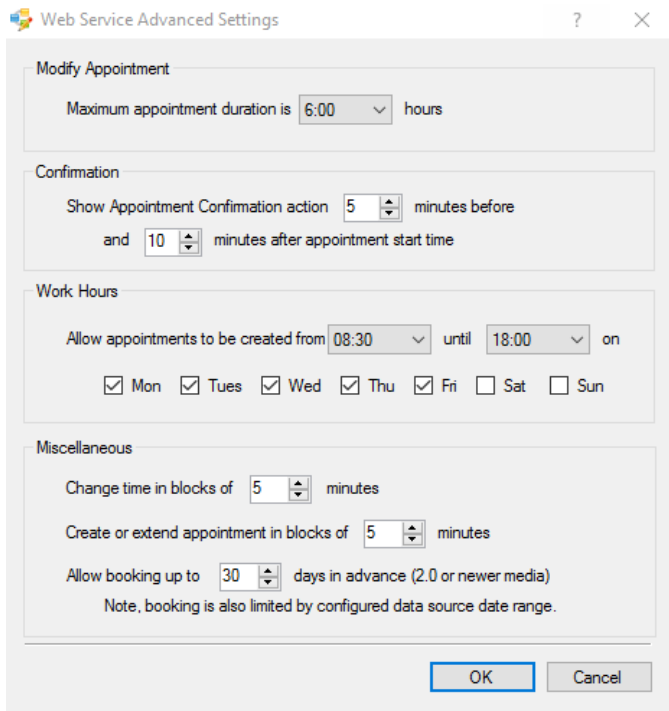 Web Service Advanced Settings ?
Modify Appointment
Maximum appointment duration is 6:00 hours
Confirmation
Show Appointment Confirmation action 5 minutes before
and 10 minutes after appointment start time
Work Hours
Allow appointments to be created from 08:30 until 18:00 on
Mon Tues Wed Thu Fri Sat Sun
Miscellaneous
Change time in blocks of 5 minutes
Create or extend appointment in blocks of 5 minutes
Allow booking up to 30 days in advance (2.0 or newer media)
Note, booking is also limited by configured data source date range.
OK Cancel